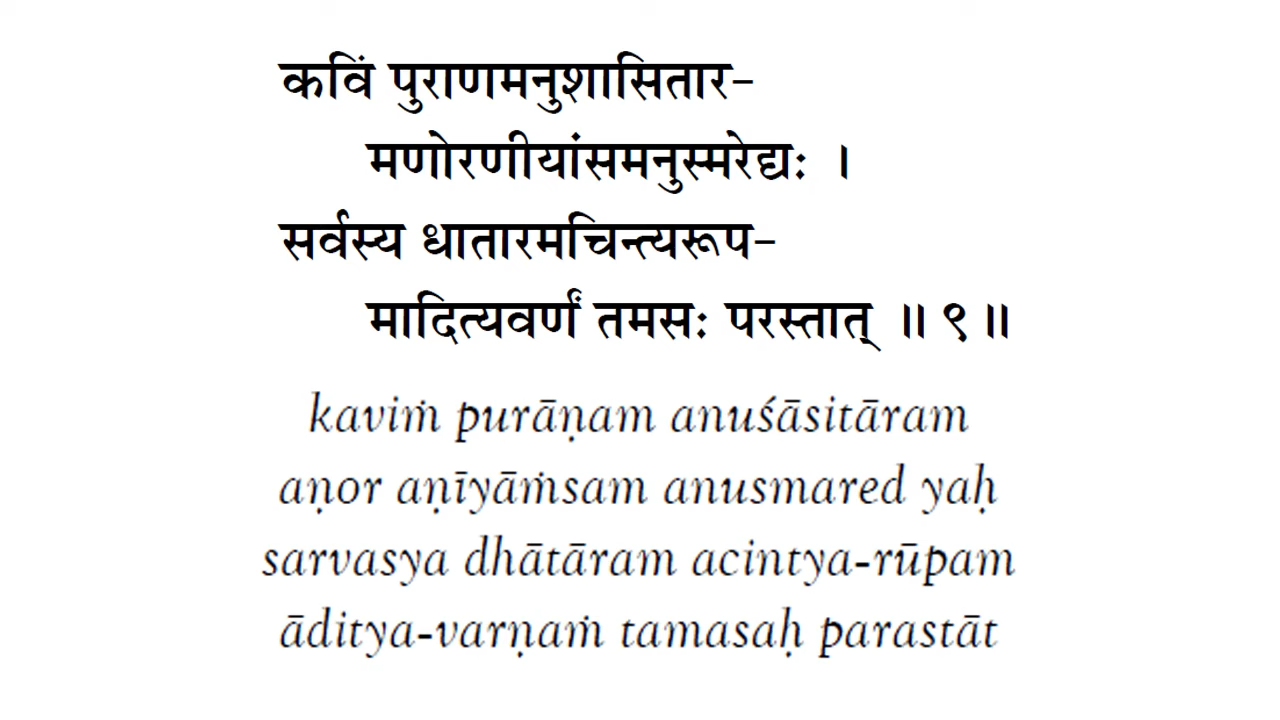 कविं पुराणमनुशासितार-
मणोरणीयांसमनुस्मरेद्यः ।
सर्वस्य धातारमचिन्त्यरूप-
मादित्यवर्णं तमसः परस्तात् ॥ ९ ॥
kaviṁ purāṇam anuśāsitāram
aṇor aṇīyāṁsam anusmared yaḥ
sarvasya dhātāram acintya-rūpam
āditya-varṇaṁ tamasaḥ parastāt